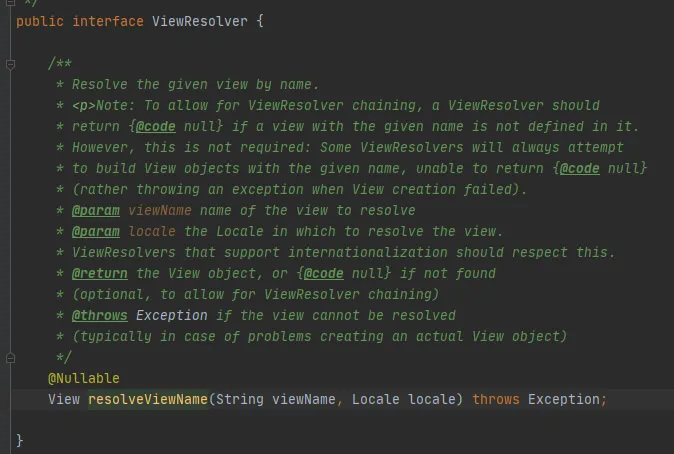 */
public interface ViewResolver {
/**
* Resolve the given view by name.
* <p>Note: To allow for ViewResolver chaining, a ViewResolver should
* return {@code null} if a view with the given name is not defined in it.
* However, this is not required: Some ViewResolvers will always attempt
* to build View objects with the given name, unable to return {@code null}
* (rather throwing an exception when View creation failed).
* @param viewName name of the view to resolve
* @param locale the Locale in which to resolve the view.
* ViewResolvers that support internationalization should respect this.
* @return the View object, or {@code null} if not found
* (optional, to allow for ViewResolver chaining)
* @throws Exception if the view cannot be resolved
* (typically in case of problems creating an actual View object)
*/
@Nullable
View resolveViewName(String viewName, Locale locale) throws Exception;
}